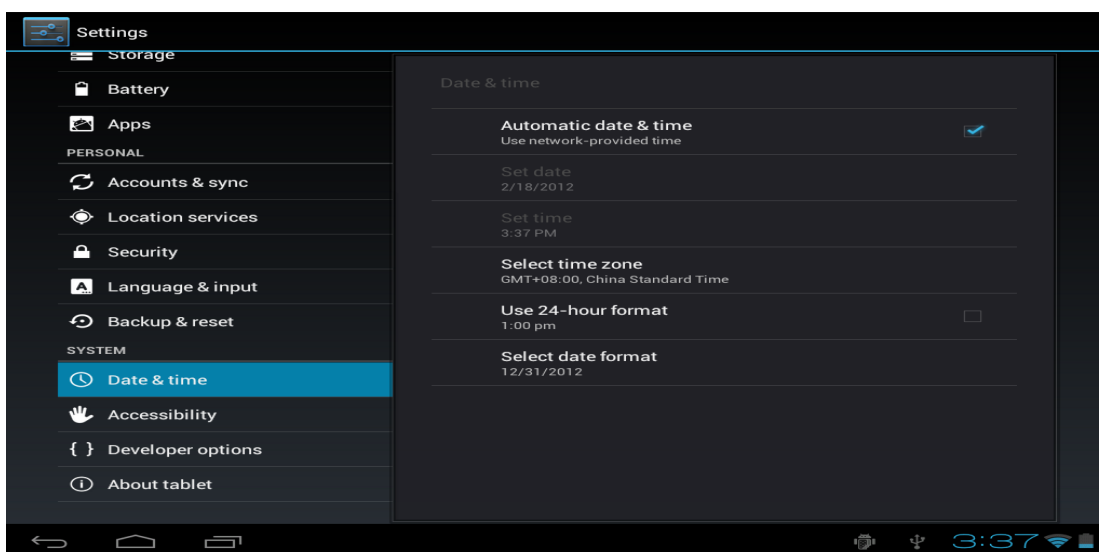 Settings
Storage
Battery
Apps
PERSONAL
Accounts & sync
Location services
Security
Language & input
Backup & reset
SYSTEM
Date & time
Accessibility
{ } Developer options
About tablet
Date & time
Automatic date & time
Use network-provided time
Set date
2/18/2012
Set time
3:37 PM
Select time zone
GMT+08:00, China Standard Time
Use 24-hour format
1:00 pm
Select date format
12/31/2012
3:37